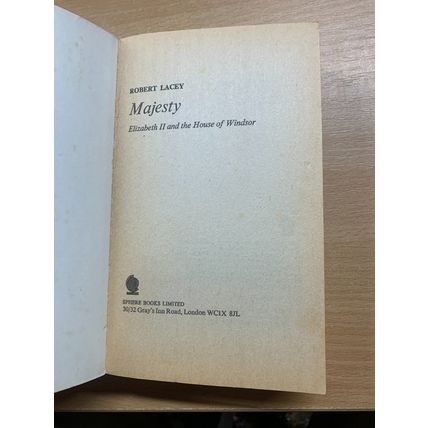 ROBERT LACEY
Majesty
Elizabeth II and the House of Windsor
SPHERE BOOKS LIMITED
30/32 Gray's Inn Road, London WC1X 8JL